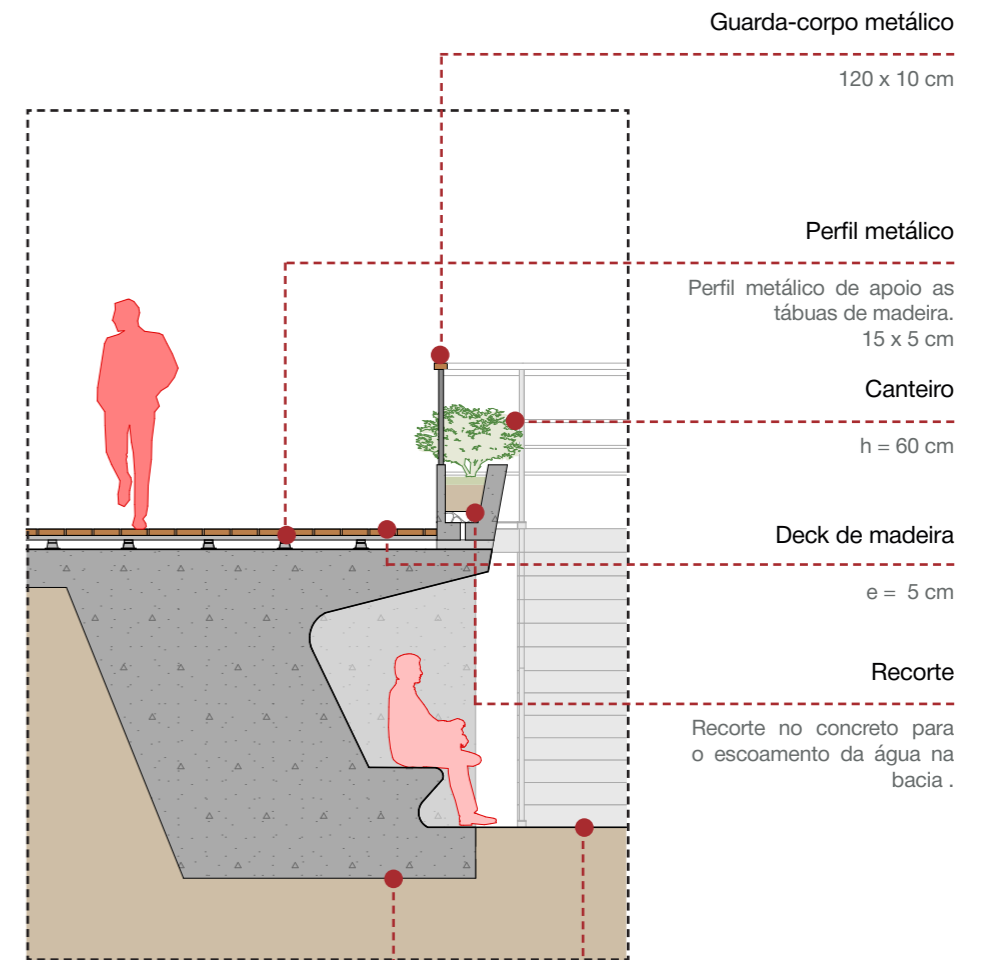 Guarda-corpo metálico
120 x 10 cm
Perfil metálico
Perfil metálico de apoio as
tábuas de madeira.
15 x 5 cm
Canteiro
h = 60 cm
Deck de madeira
e = 5 cm
Recorte
Recorte no concreto para
o escoamento da água na
bacia .